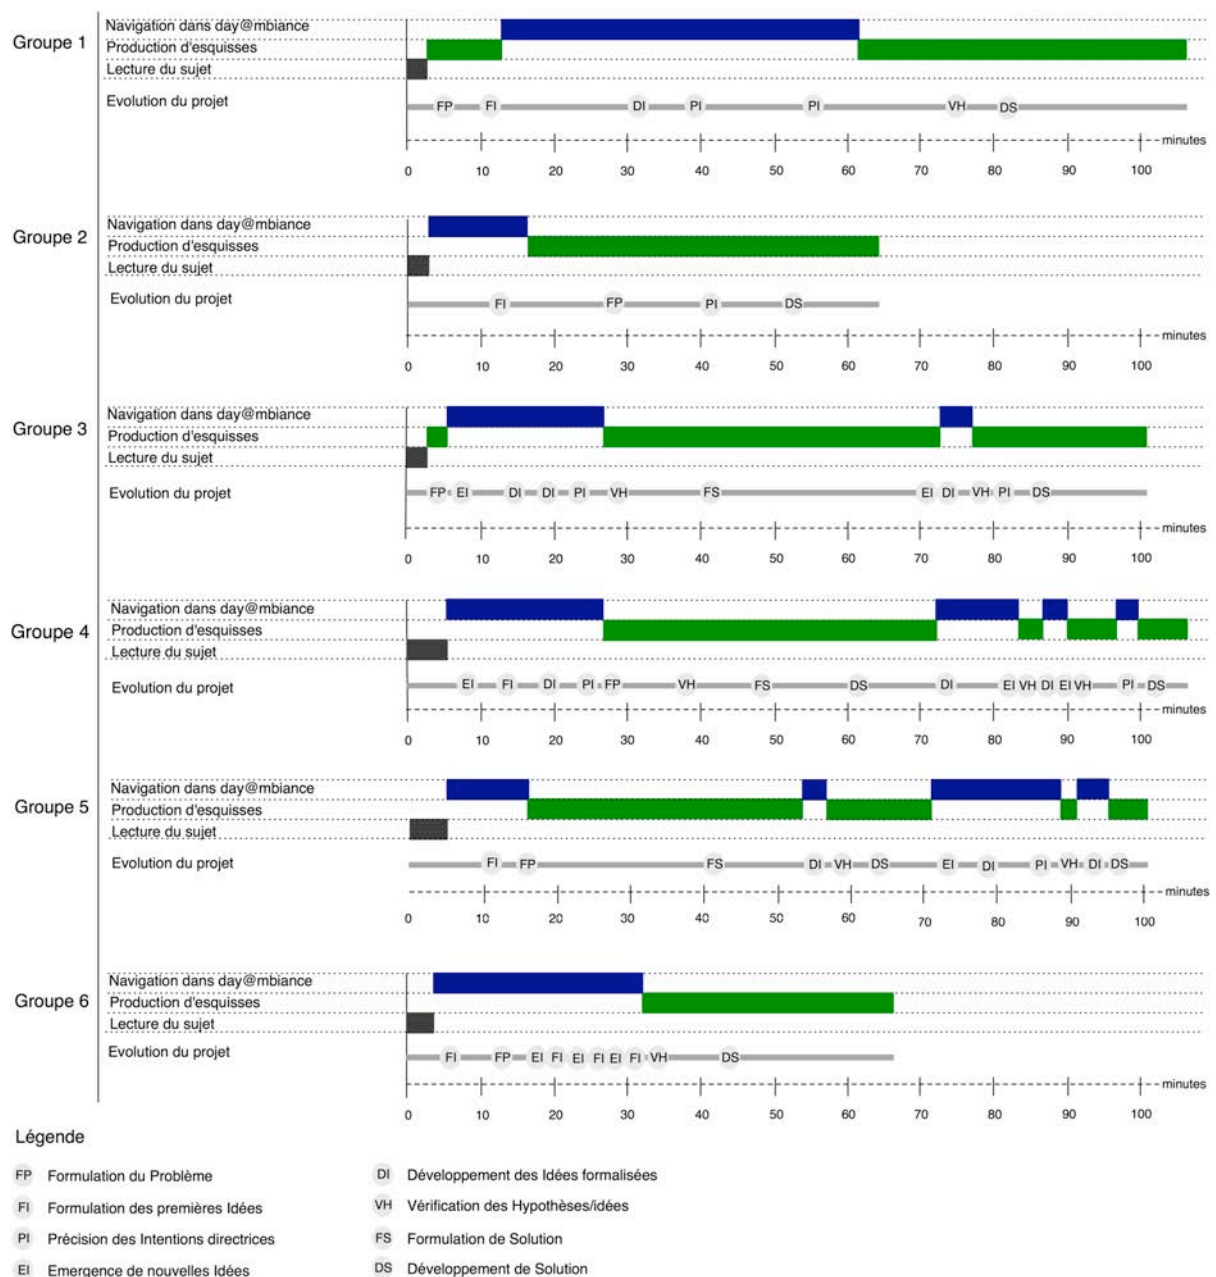 Navigation dans day@mbiance
Groupe 1
Production d'esquisses
Lecture du sujet
Evolution du projet
FP FI DI PI PI VH DS
minutes
0 10 20 30 40 50 60 70 80 90 100
Navigation dans day@mbiance
Groupe 2
Production d'esquisses
Lecture du sujet
Evolution du projet
FI FP PI DS
minutes
0 10 20 30 40 50 60 70 80 90 100
Navigation dans day@mbiance
Groupe 3
Production d'esquisses
Lecture du sujet
Evolution du projet
FP EI DI DI PI VH FS EI DI VH PI DS
minutes
0 10 20 30 40 50 60 70 80 90 100
Navigation dans day@mbiance
Groupe 4
Production d'esquisses
Lecture du sujet
Evolution du projet
EI FI DI PI FP VH FS DS DI EI VH DI EI VH PI DS
minutes
0 10 20 30 40 50 60 70 80 90 100
Navigation dans day@mbiance
Groupe 5
Production d'esquisses
Lecture du sujet
Evolution du projet
FI FP FS DI VH DS EI DI PI VH DI DS
minutes
0 10 20 30 40 50 60 70 80 90 100
Navigation dans day@mbiance
Groupe 6
Production d'esquisses
Lecture du sujet
Evolution du projet
FI FP EI FI EI FI EI FI VH DS
minutes
0 10 20 30 40 50 60 70 80 90 100
Légende
FP Formulation du Problème
FI Formulation des premières Idées
PI Précision des Intentions directrices
EI Emergence de nouvelles Idées
DI Développement des Idées formalisées
VH Vérification des Hypothèses/idées
FS Formulation de Solution
DS Développement de Solution